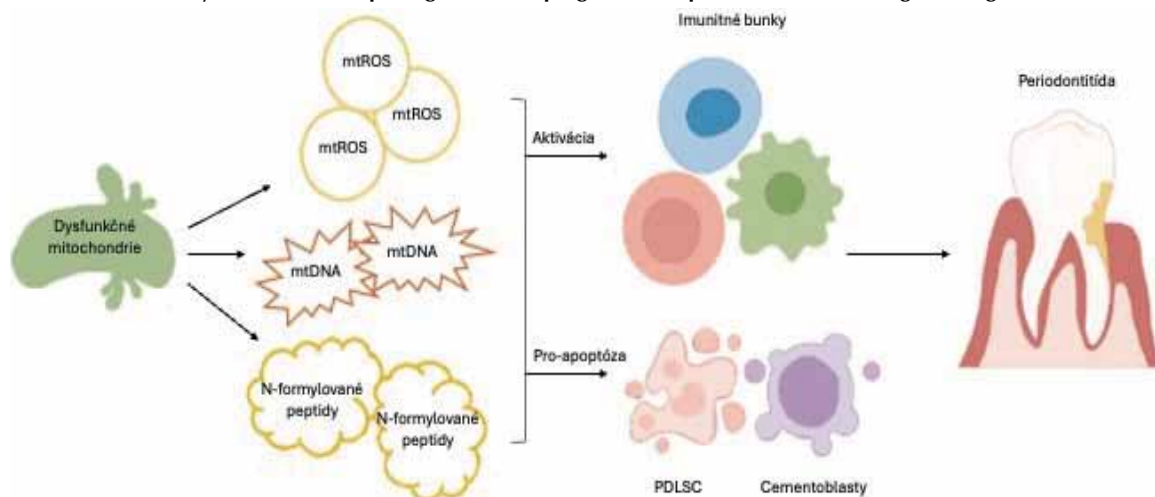 Imunitné bunky
mtROS
mtROS
mtROS
Aktivácia
Periodontitída
Dysfunkčné
mitochondrie
mtDNA
mtDNA
Pro-apoptóza
N-formylované
peptidy
N-formylované
peptidy
PDLSC
Cementoblasty